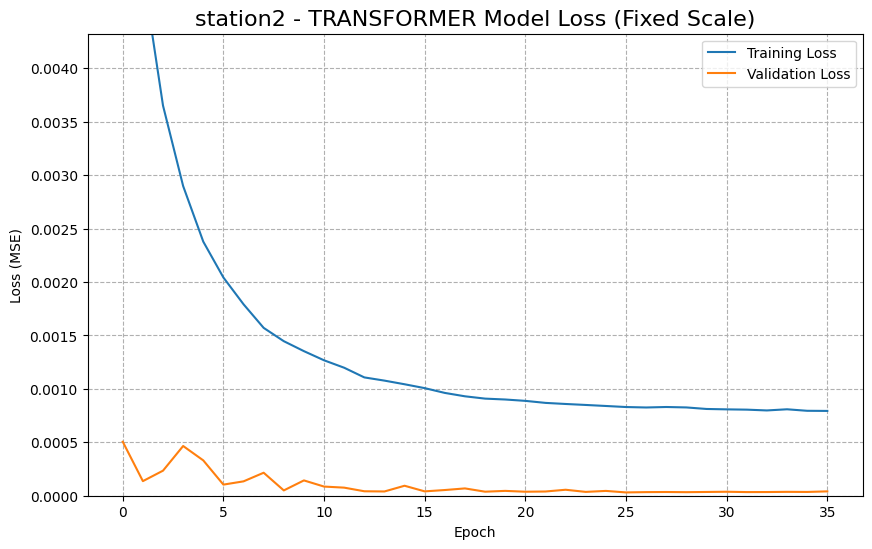 station2 - TRANSFORMER Model Loss (Fixed Scale)
Training Loss
Validation Loss
Loss (MSE)
0.0040
0.0035
0.0030
0.0025
0.0020
0.0015
0.0010
0.0005
0.0000
0 5 10 15 20 25 30 35
Epoch